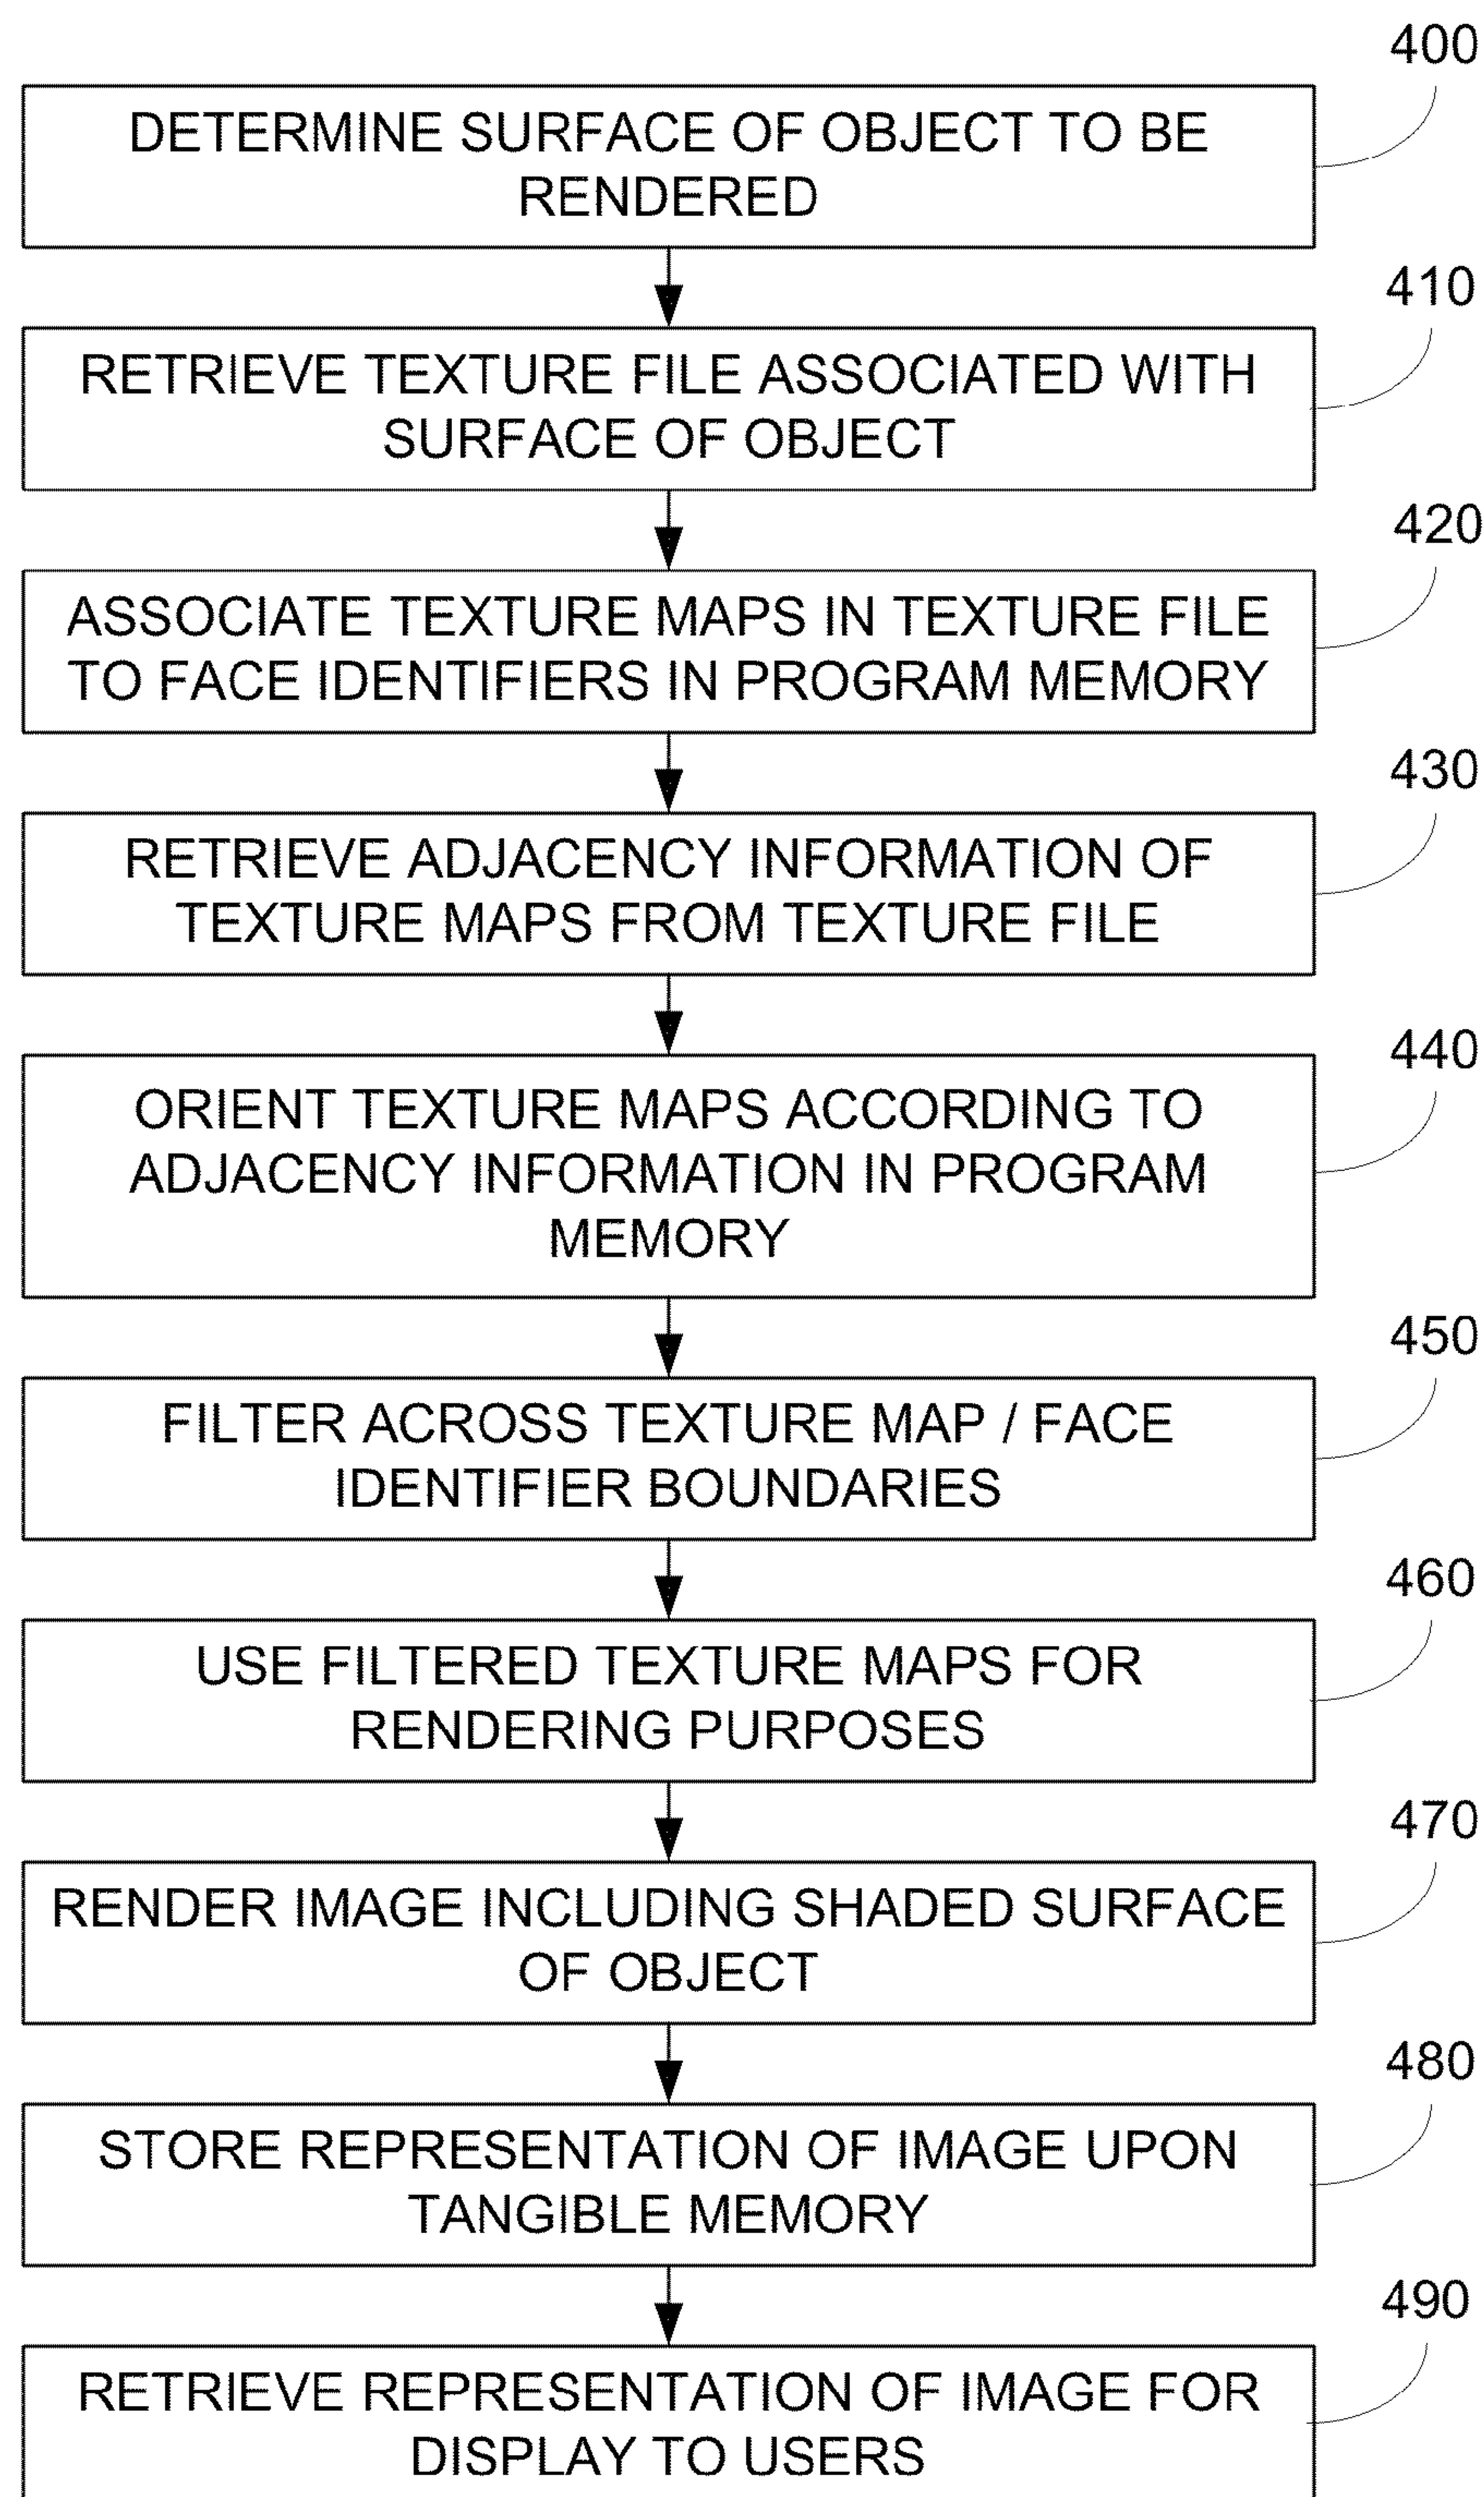 400
DETERMINE SURFACE OF OBJECT TO BE
RENDERED
410
RETRIEVE TEXTURE FILE ASSOCIATED WITH
SURFACE OF OBJECT
420
ASSOCIATE TEXTURE MAPS IN TEXTURE FILE
TO FACE IDENTIFIERS IN PROGRAM MEMORY
430
RETRIEVE ADJACENCY INFORMATION OF
TEXTURE MAPS FROM TEXTURE FILE
440
ORIENT TEXTURE MAPS ACCORDING TO
ADJACENCY INFORMATION IN PROGRAM
MEMORY
450
FILTER ACROSS TEXTURE MAP / FACE
IDENTIFIER BOUNDARIES
460
USE FILTERED TEXTURE MAPS FOR
RENDERING PURPOSES
470
RENDER IMAGE INCLUDING SHADED SURFACE
OF OBJECT
480
STORE REPRESENTATION OF IMAGE UPON
TANGIBLE MEMORY
490
RETRIEVE REPRESENTATION OF IMAGE FOR
DISPLAY TO USERS